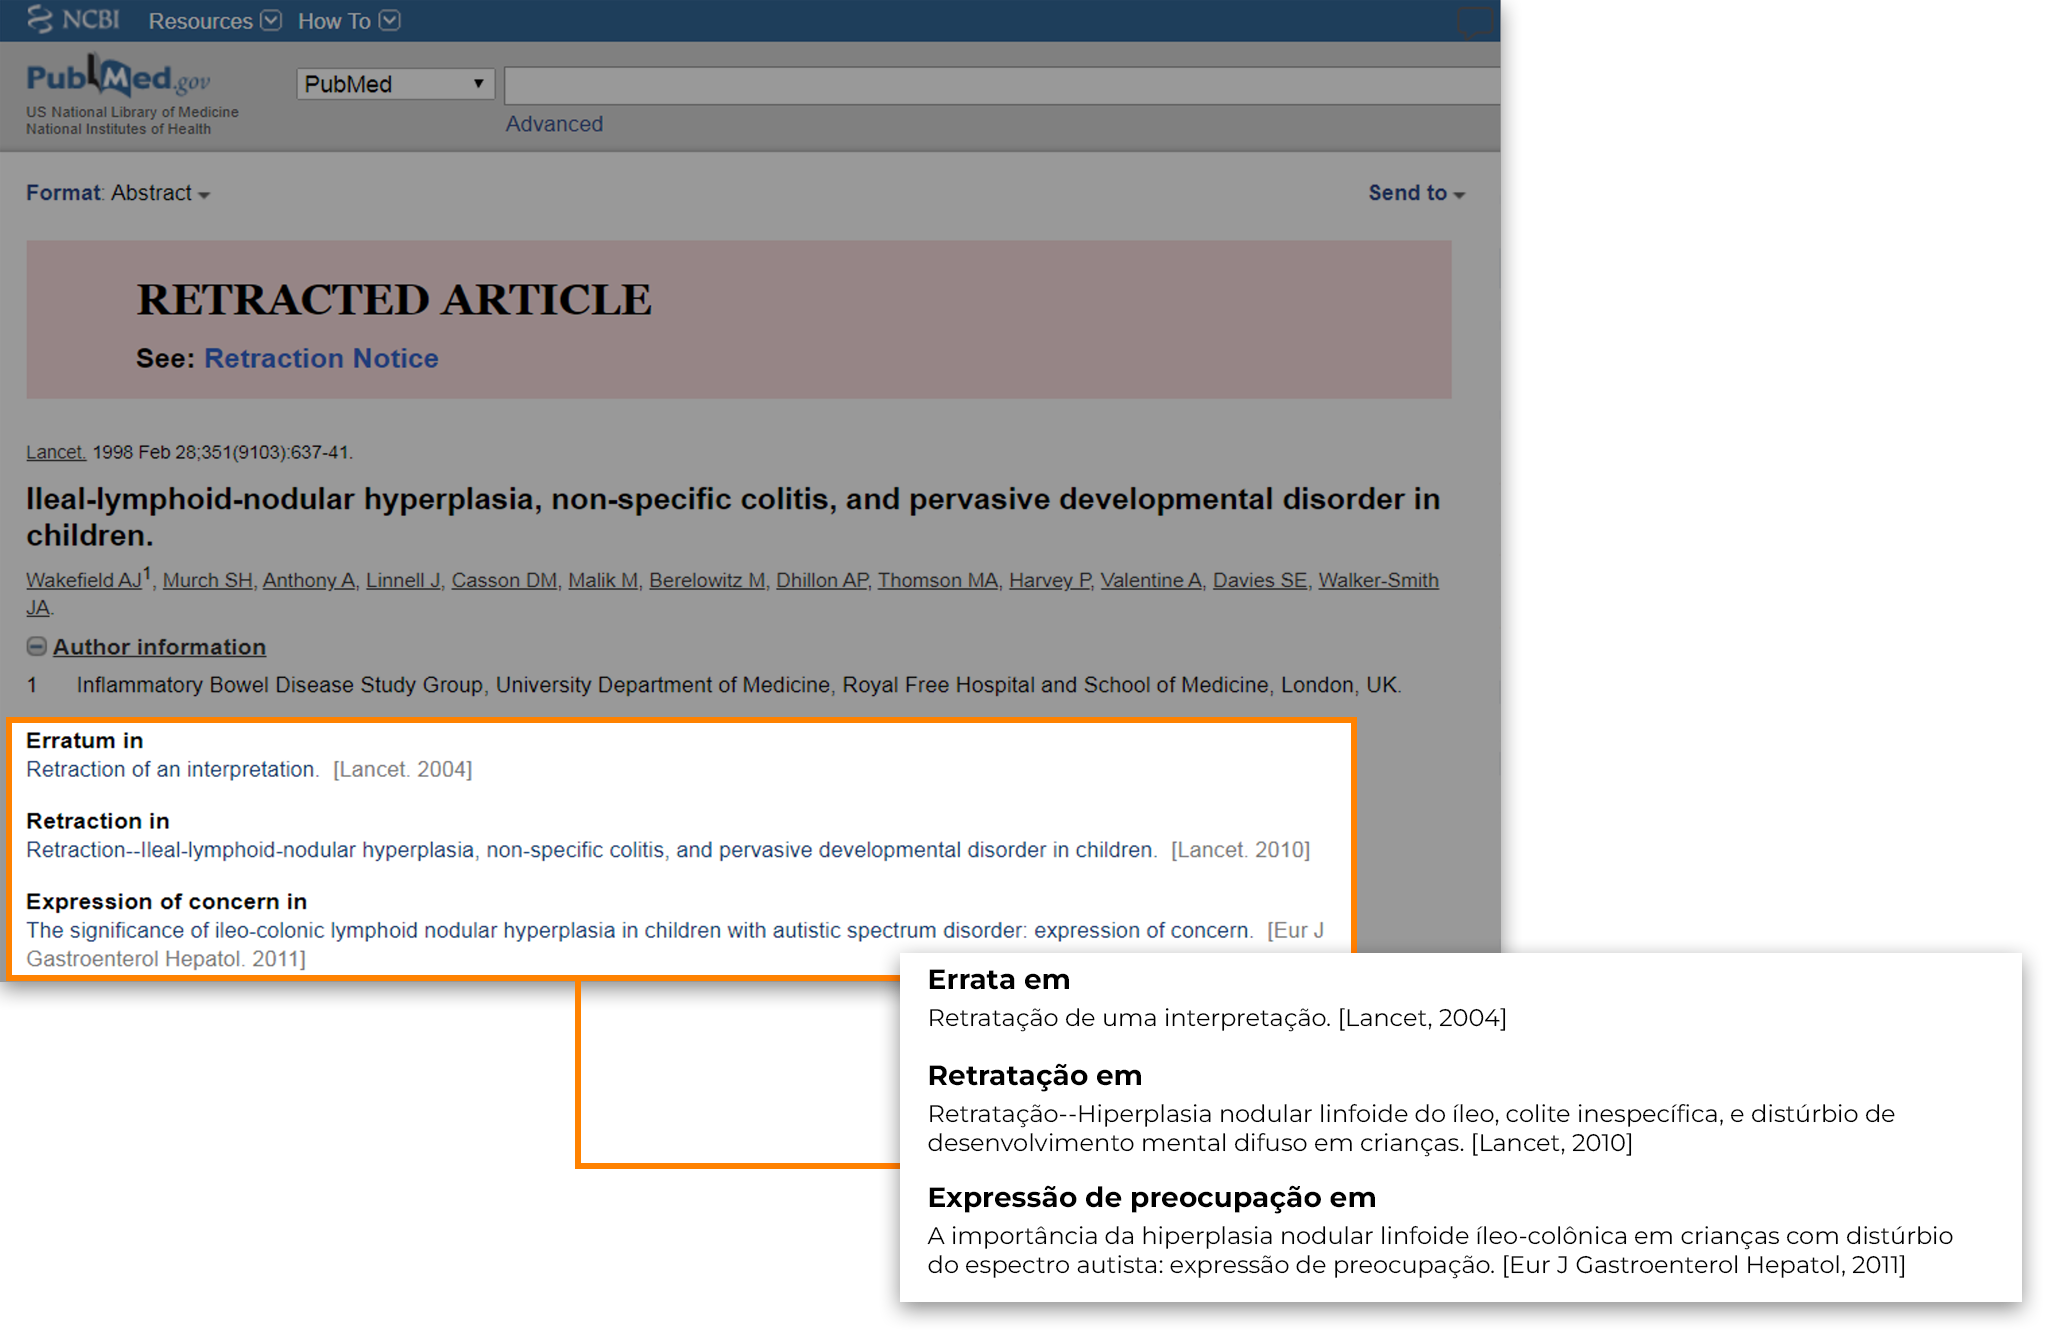 NCBI Resources How To
PubMed.gov
US National Library of Medicine
National Institutes of Health
PubMed
Advanced
Format: Abstract
Send to
RETRACTED ARTICLE
See: Retraction Notice
Lancet. 1998 Feb 28;351(9103):637-41.
Ileal-lymphoid-nodular hyperplasia, non-specific colitis, and pervasive developmental disorder in
children.
Wakefield AJ1, Murch SH, Anthony A, Linnell J, Casson DM, Malik M, Berelowitz M, Dhillon AP, Thomson MA, Harvey P, Valentine A, Davies SE, Walker-Smith
JA.
Author information
1 Inflammatory Bowel Disease Study Group, University Department of Medicine, Royal Free Hospital and School of Medicine, London, UK.
Erratum in
Retraction of an interpretation. [Lancet. 2004]
Retraction in
Retraction--Ileal-lymphoid-nodular hyperplasia, non-specific colitis, and pervasive developmental disorder in children. [Lancet. 2010]
Expression of concern in
The significance of ileo-colonic lymphoid nodular hyperplasia in children with autistic spectrum disorder: expression of concern. [Eur J
Gastroenterol Hepatol. 2011]
Errata em
Retratação de uma interpretação. [Lancet, 2004]
Retratação em
Retratação--Hiperplasia nodular linfoide do íleo, colite inespecífica, e distúrbio de
desenvolvimento mental difuso em crianças. [Lancet, 2010]
Expressão de preocupação em
A importância da hiperplasia nodular linfoide íleo-colônica em crianças com distúrbio
do espectro autista: expressão de preocupação. [Eur J Gastroenterol Hepatol, 2011]